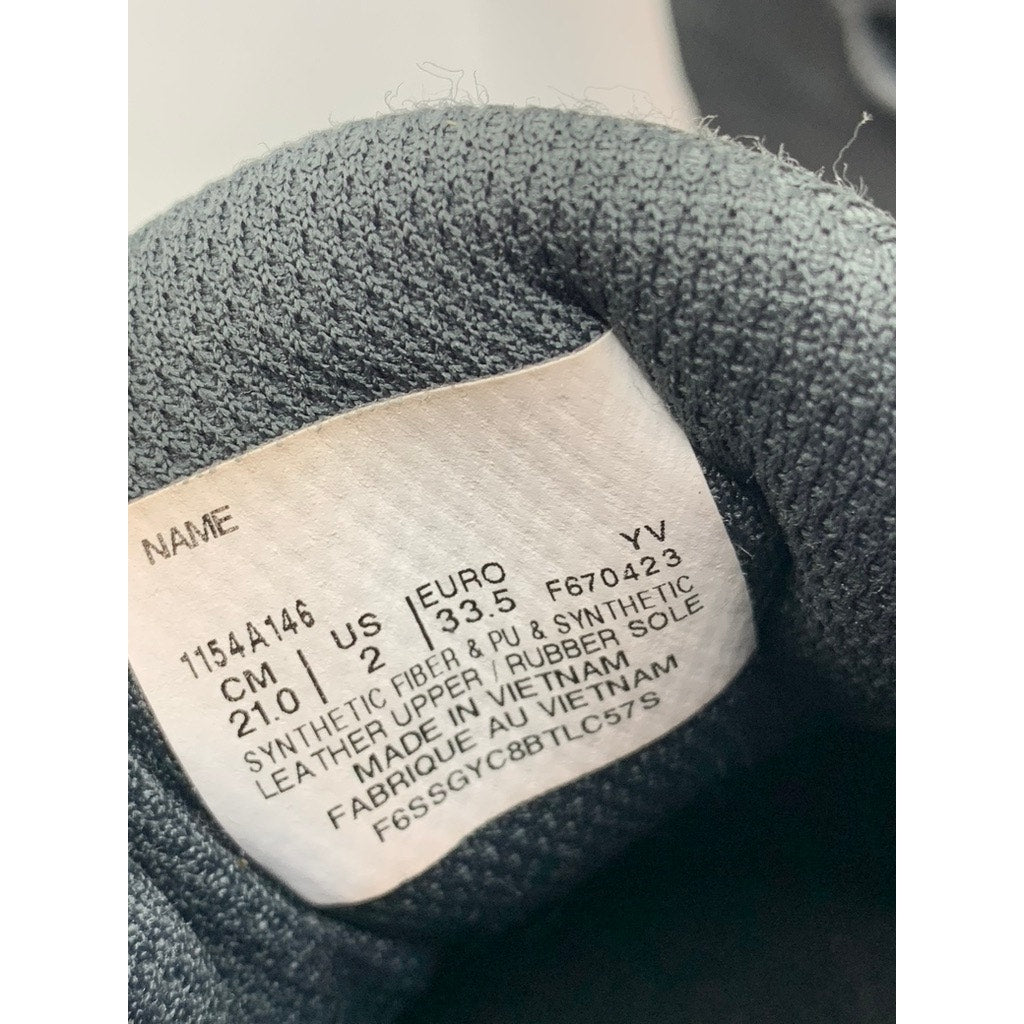 NAME
YV
1154A146 F670423
CM | US | EURO
21.0 | 2 | 33.5
SYNTHETIC FIBER & PU & SYNTHETIC
LEATHER UPPER / RUBBER SOLE
MADE IN VIETNAM
FABRIQUE AU VIETNAM
F6SSGYC8BTLC57S